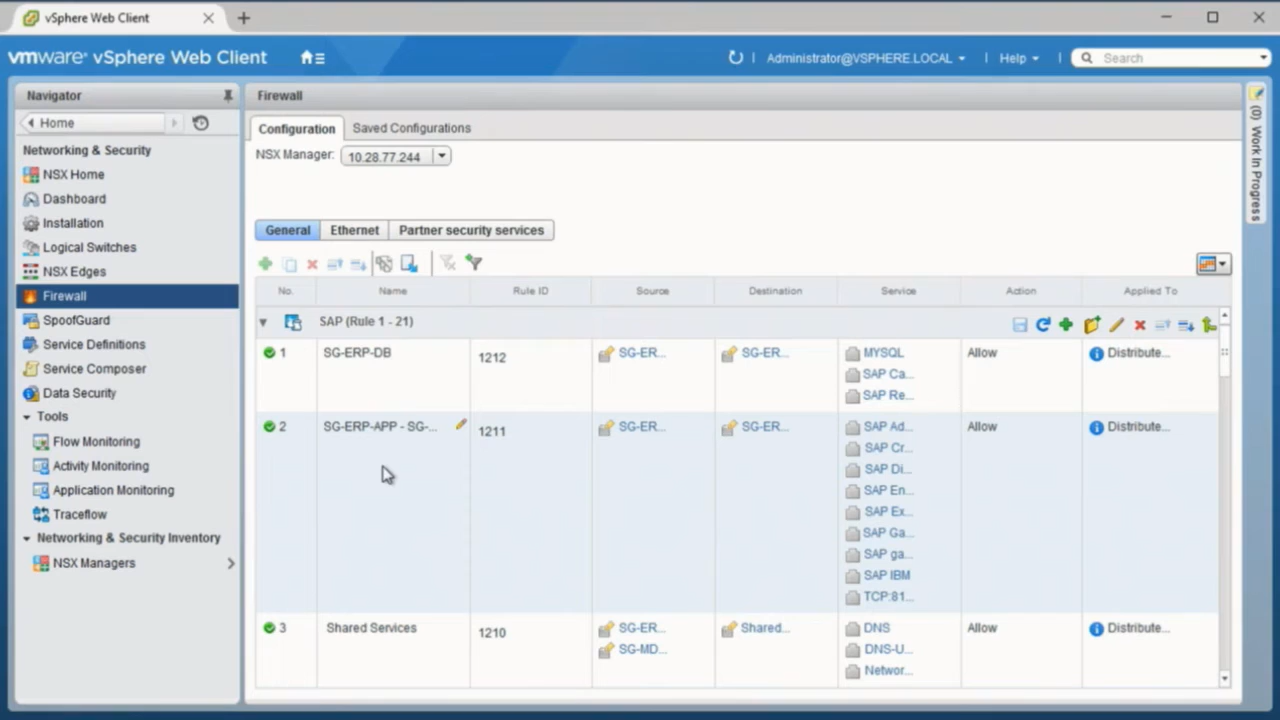 vSphere Web Client
vmware® vSphere Web Client
Administrator@VSPHERE.LOCAL
Help
Search
Navigator
Home
Networking & Security
NSX Home
Dashboard
Installation
Logical Switches
NSX Edges
Firewall
SpoofGuard
Service Definitions
Service Composer
Data Security
Tools
Flow Monitoring
Activity Monitoring
Application Monitoring
Traceflow
Networking & Security Inventory
NSX Managers
Firewall
Configuration Saved Configurations
NSX Manager: 10.28.77.244
General Ethernet Partner security services
No. Name Rule ID Source Destination Service Action Applied To
SAP (Rule 1 - 21)
1 SG-ERP-DB 1212 SG-ER... SG-ER... MYSQL Allow Distribute...
SAP Ca...
SAP Re...
2 SG-ERP-APP - SG-... 1211 SG-ER... SG-ER... SAP Ad... Allow Distribute...
SAP Cr...
SAP Di...
SAP En...
SAP Ex...
SAP Ga...
SAP ga...
SAP IBM
TCP:81...
3 Shared Services 1210 SG-ER... Shared... DNS Allow Distribute...
SG-MD... DNS-U...
Networ...
(0) Work In Progress